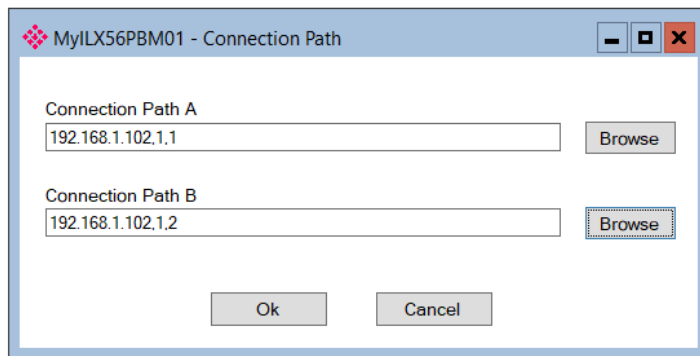 MyILX56PBM01 - Connection Path
Connection Path A
192.168.1.102,1,1
Browse
Connection Path B
192.168.1.102,1,2
Browse
Ok
Cancel